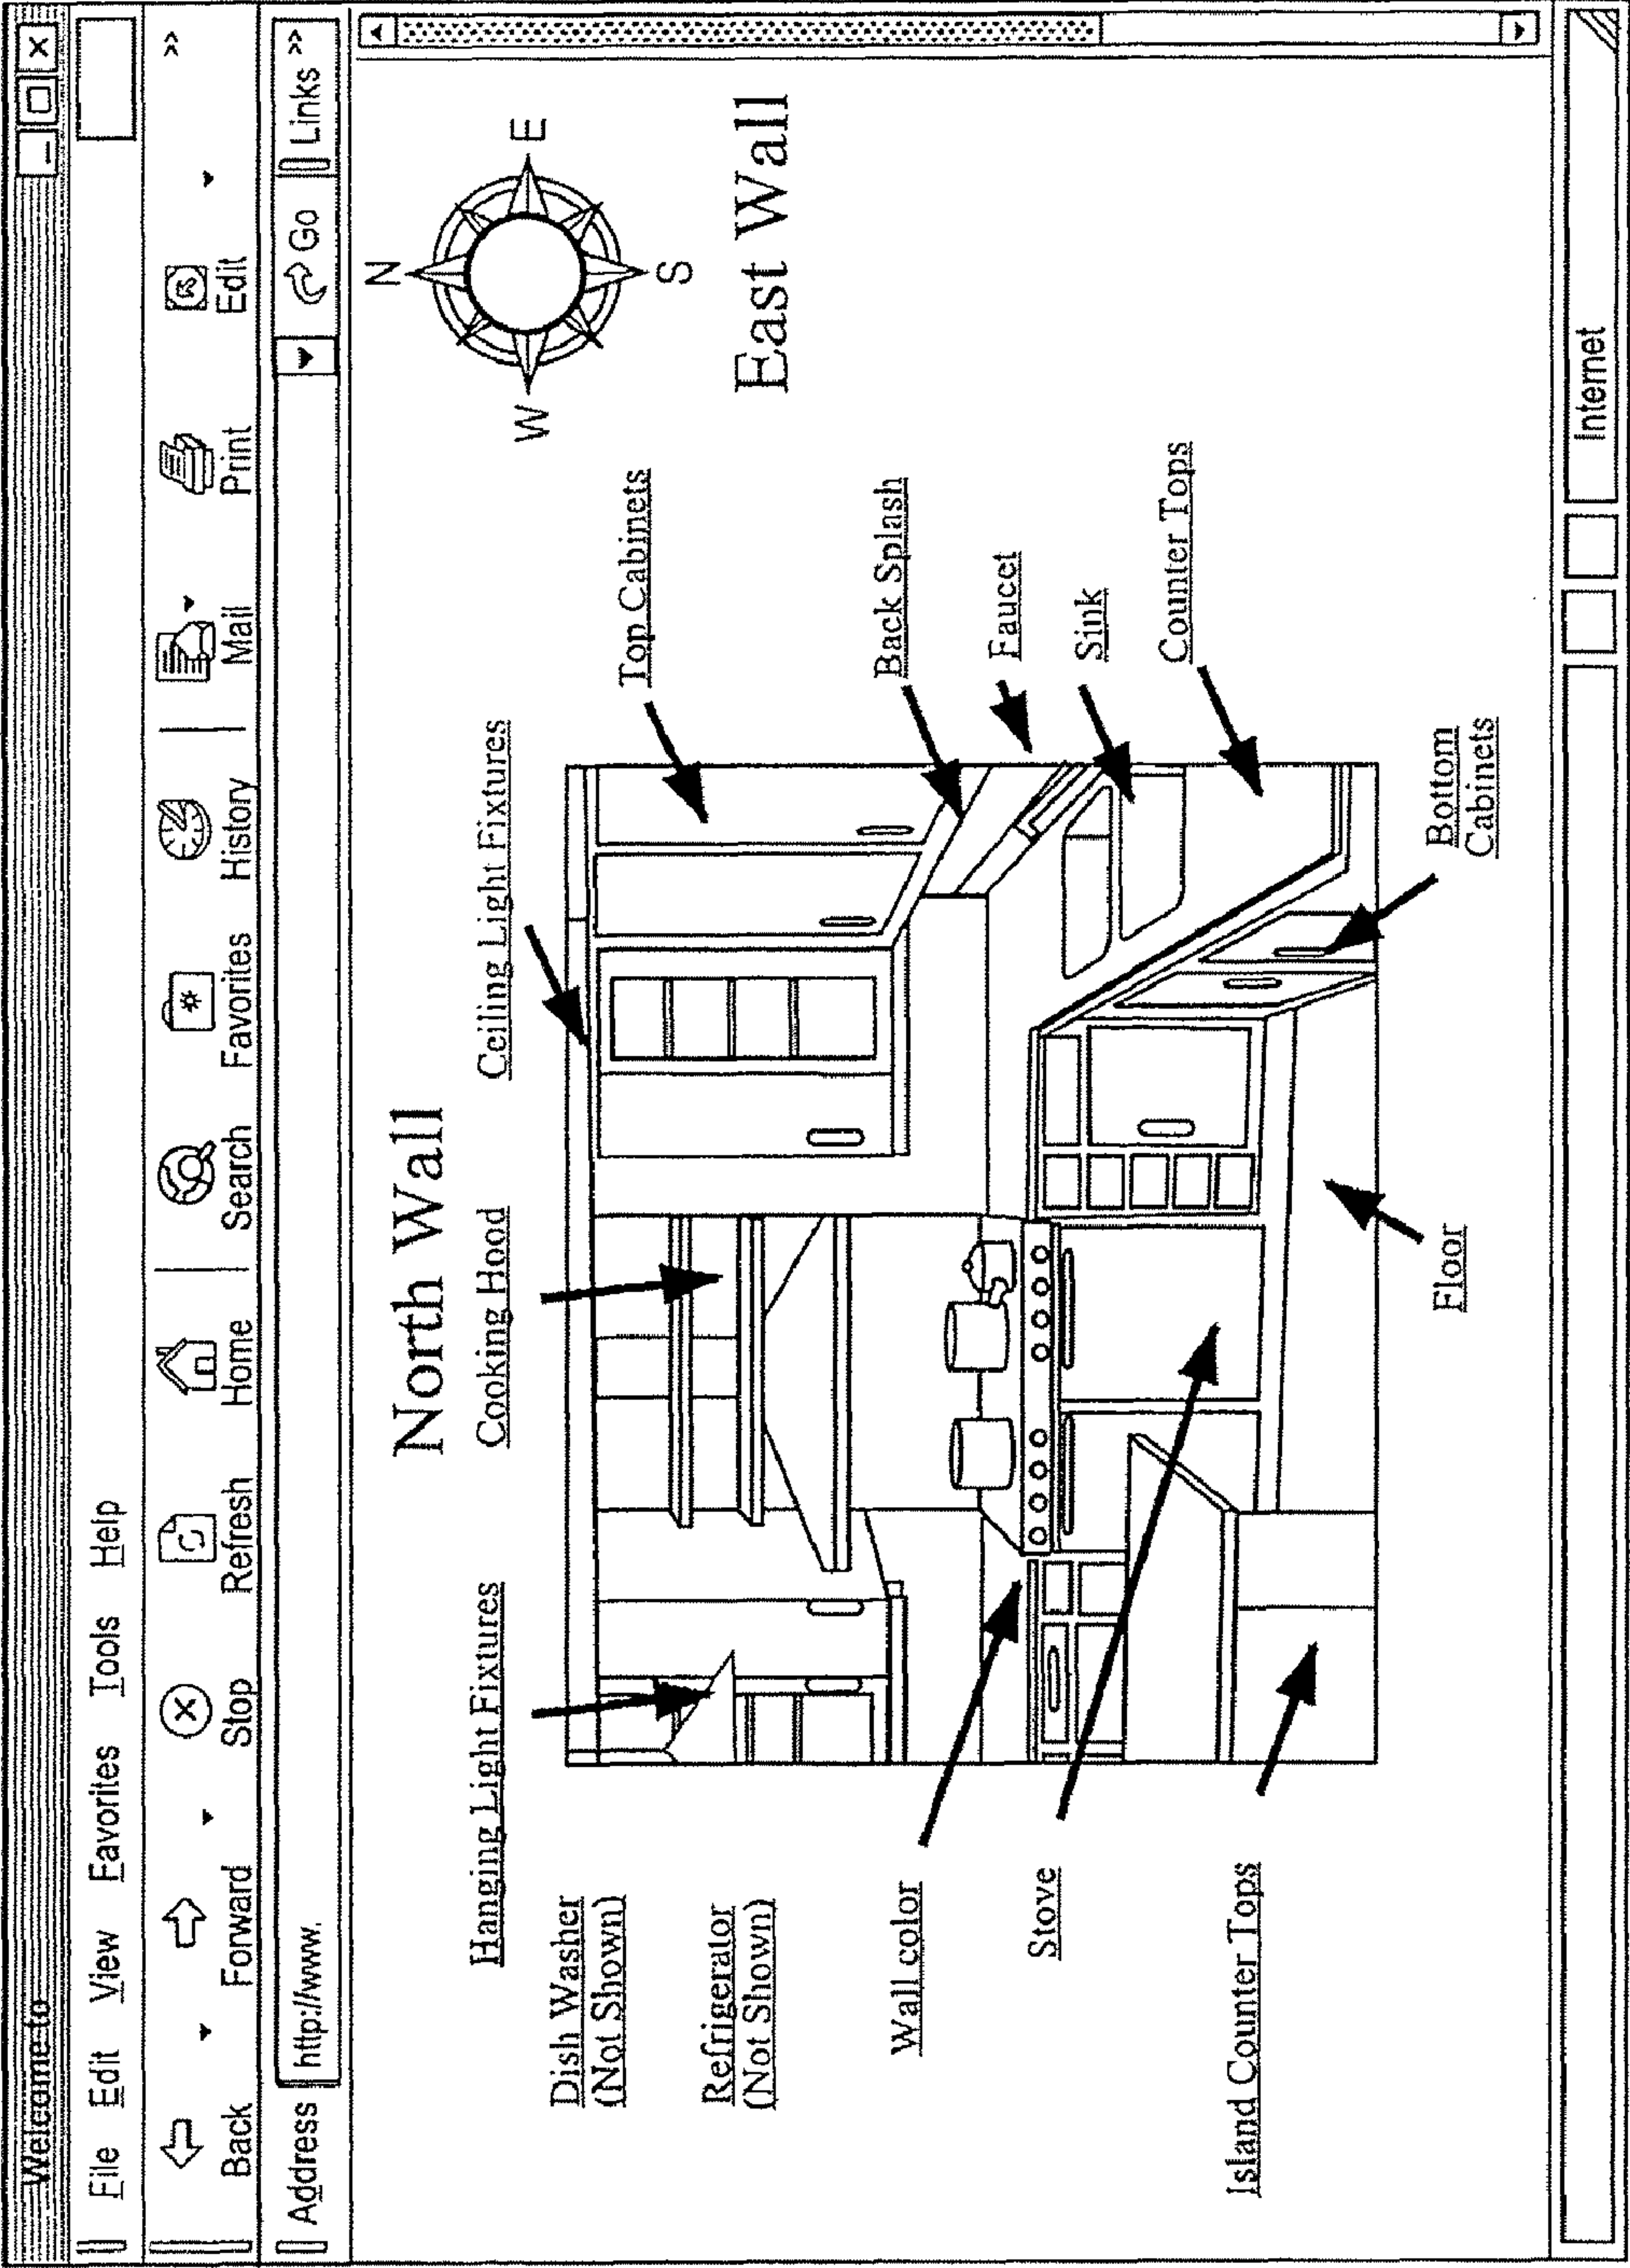 Welcome to
File Edit View Favorites Tools Help
Back Forward Stop Refresh Home Search Favorites History Mail Print Edit »
Address http://www. Go Links »
North Wall
N
W E
S
East Wall
Hanging Light Fixtures
Cooking Hood
Ceiling Light Fixtures
Dish Washer
(Not Shown)
Refrigerator
(Not Shown)
Wall color
Stove
Island Counter Tops
Top Cabinets
Back Splash
Faucet
Sink
Counter Tops
Bottom
Cabinets
Floor
Internet